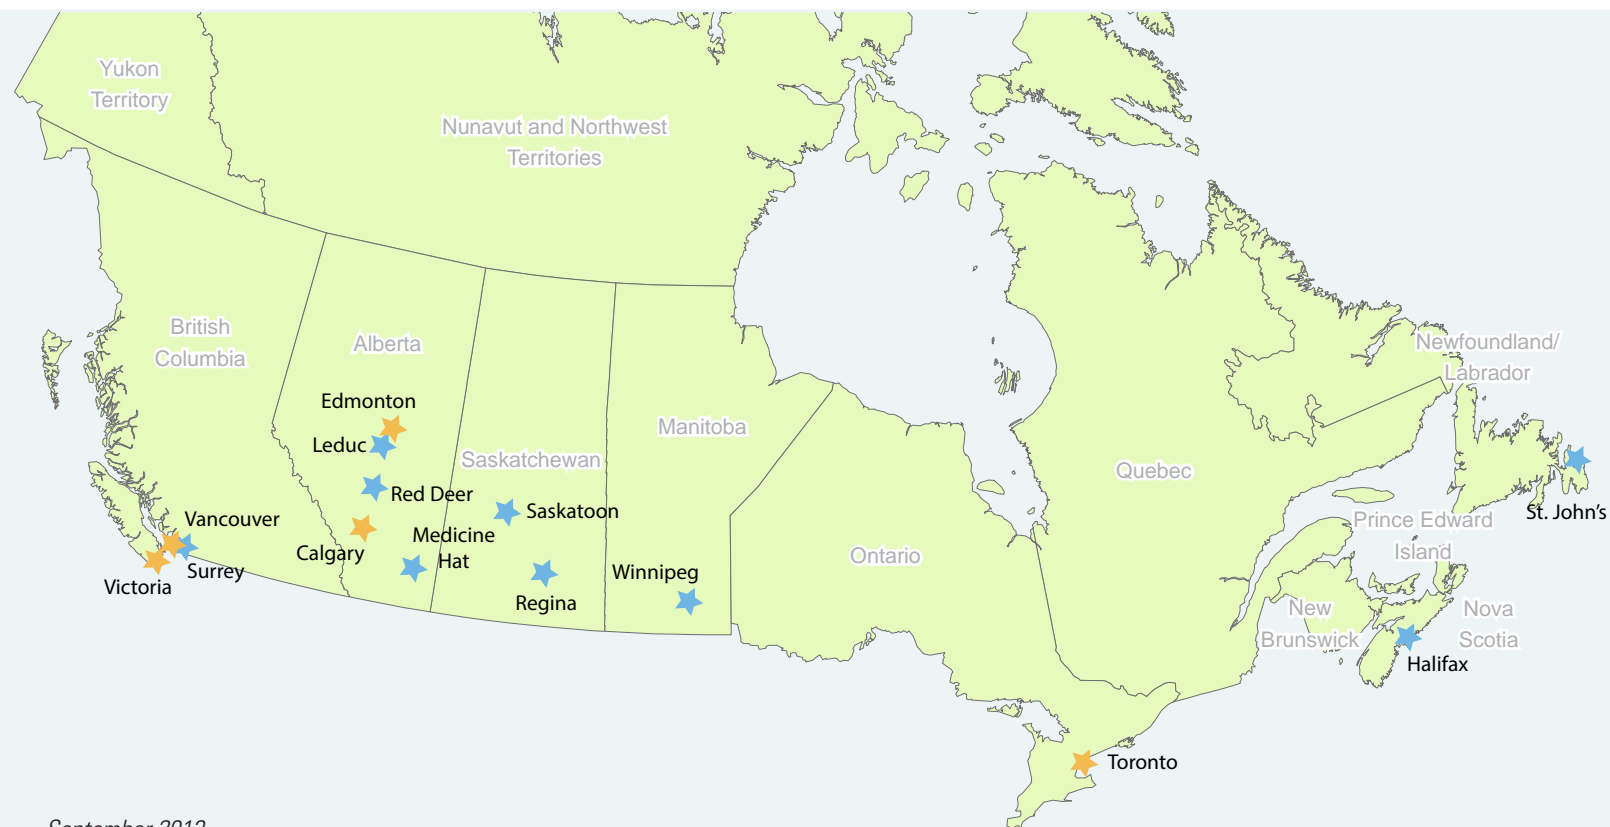 Yukon
Territory
Nunavut and Northwest
Territories
British
Columbia
Alberta
Newfoundland/
Labrador
Edmonton
Manitoba
Leduc
Saskatchewan
Quebec
Red Deer
Saskatoon
St. John's
Vancouver
Medicine
Hat
Prince Edward
Island
Calgary
Ontario
Surrey
Victoria
Winnipeg
Regina
New
Brunswick
Nova
Scotia
Halifax
Toronto
September 2012